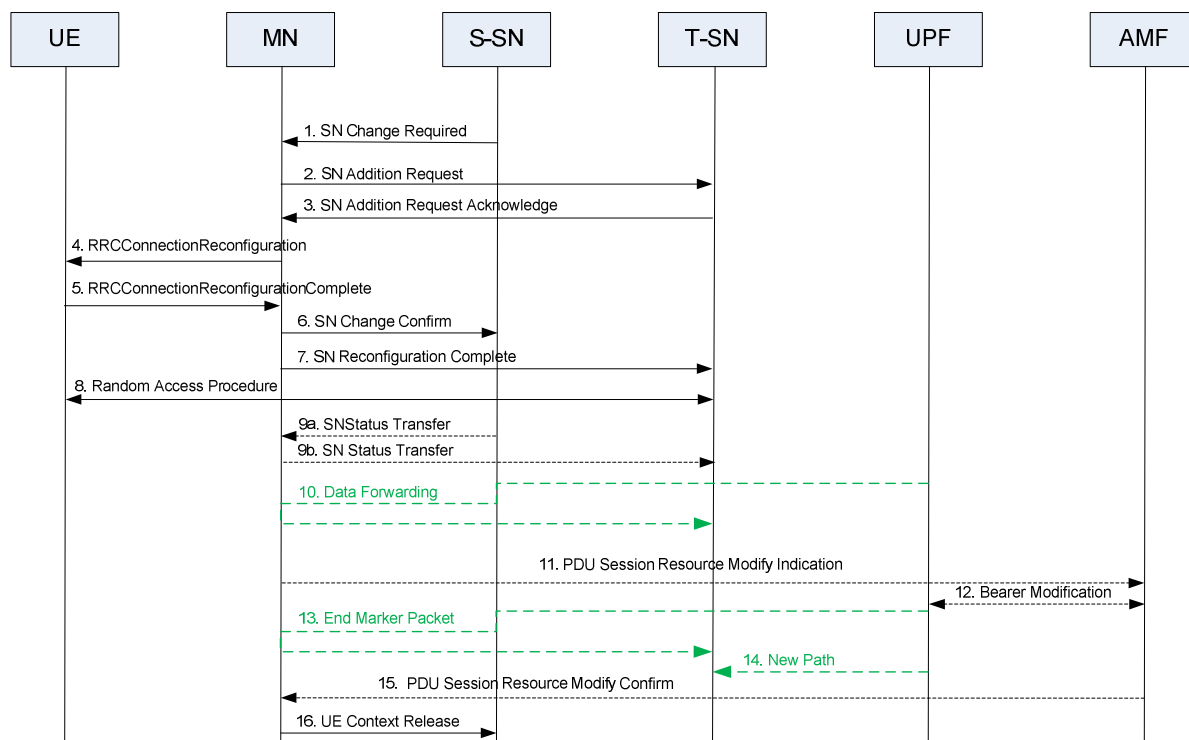 UE
MN
S-SN
T-SN
UPF
AMF
1. SN Change Required
2. SN Addition Request
3. SN Addition Request Acknowledge
4. RRCConnectionReconfiguration
5. RRCConnectionReconfigurationComplete
6. SN Change Confirm
7. SN Reconfiguration Complete
8. Random Access Procedure
9a. SNStatus Transfer
9b. SN Status Transfer
10. Data Forwarding
11. PDU Session Resource Modify Indication
12. Bearer Modification
13. End Marker Packet
14. New Path
15. PDU Session Resource Modify Confirm
16. UE Context Release